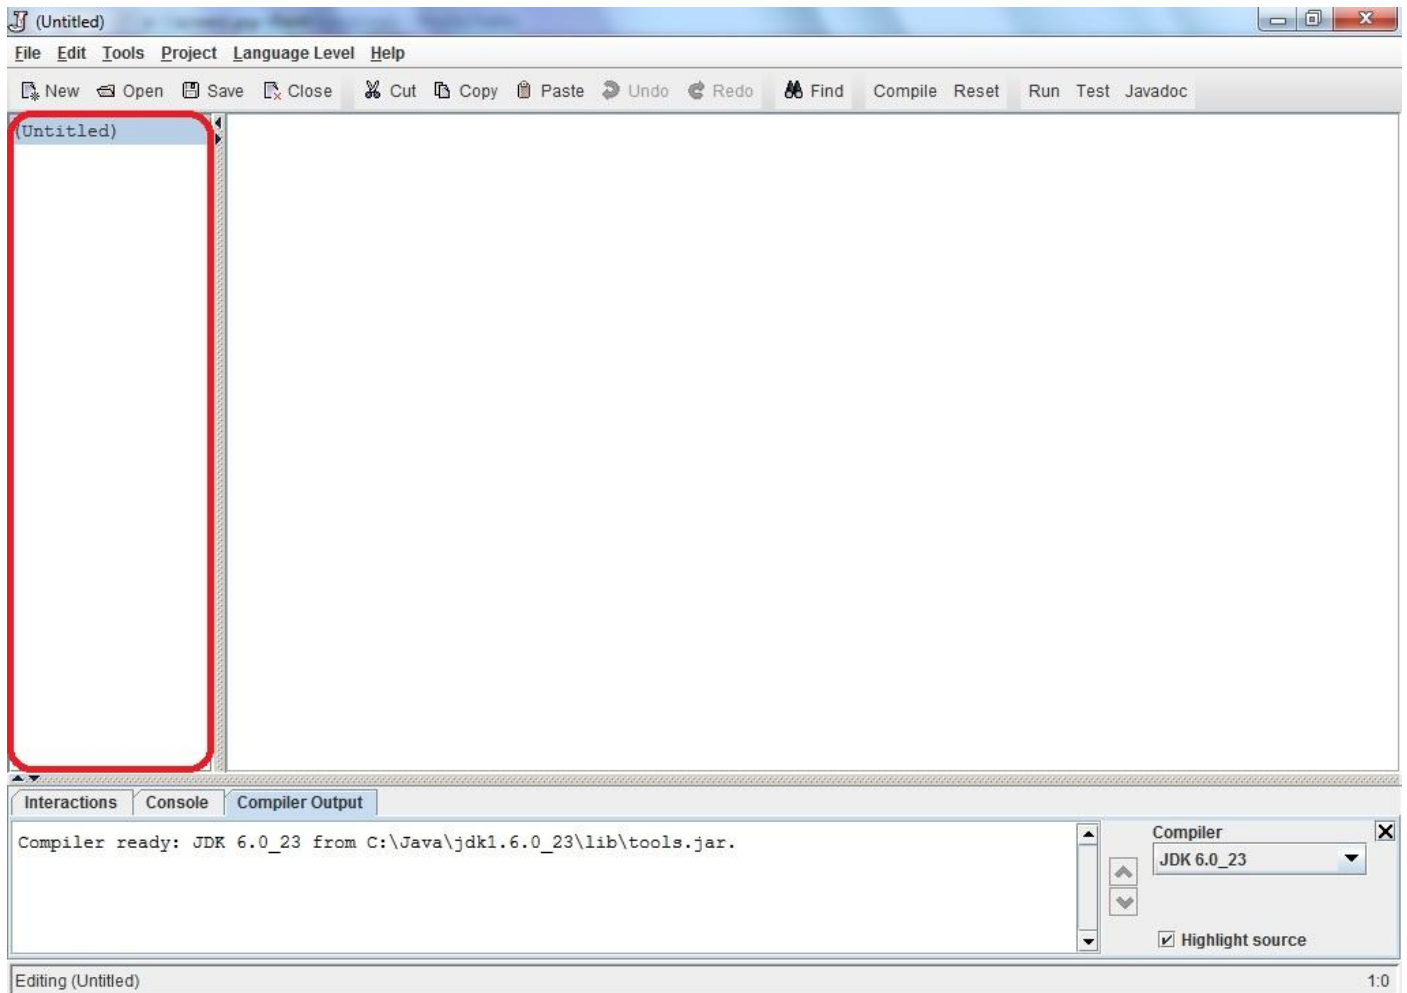 (Untitled)
File Edit Tools Project Language Level Help
New Open Save Close Cut Copy Paste Undo Redo Find Compile Reset Run Test Javadoc
(Untitled)
Interactions Console Compiler Output
Compiler ready: JDK 6.0_23 from C:\Java\jdk1.6.0_23\lib\tools.jar.
Compiler
JDK 6.0_23
Highlight source
Editing (Untitled) 1:0